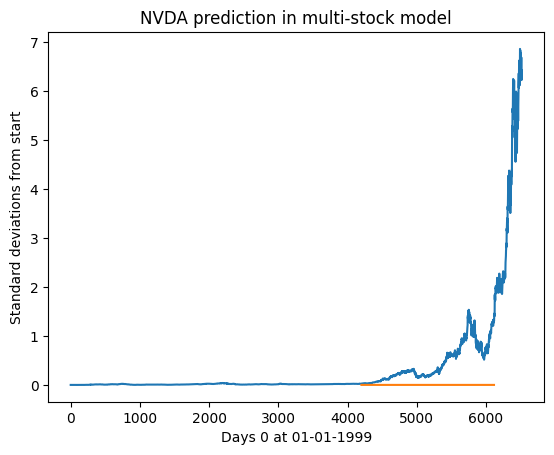 NVDA prediction in multi-stock model
Standard deviations from start
7
6
5
4
3
2
1
0
0 1000 2000 3000 4000 5000 6000
Days 0 at 01-01-1999